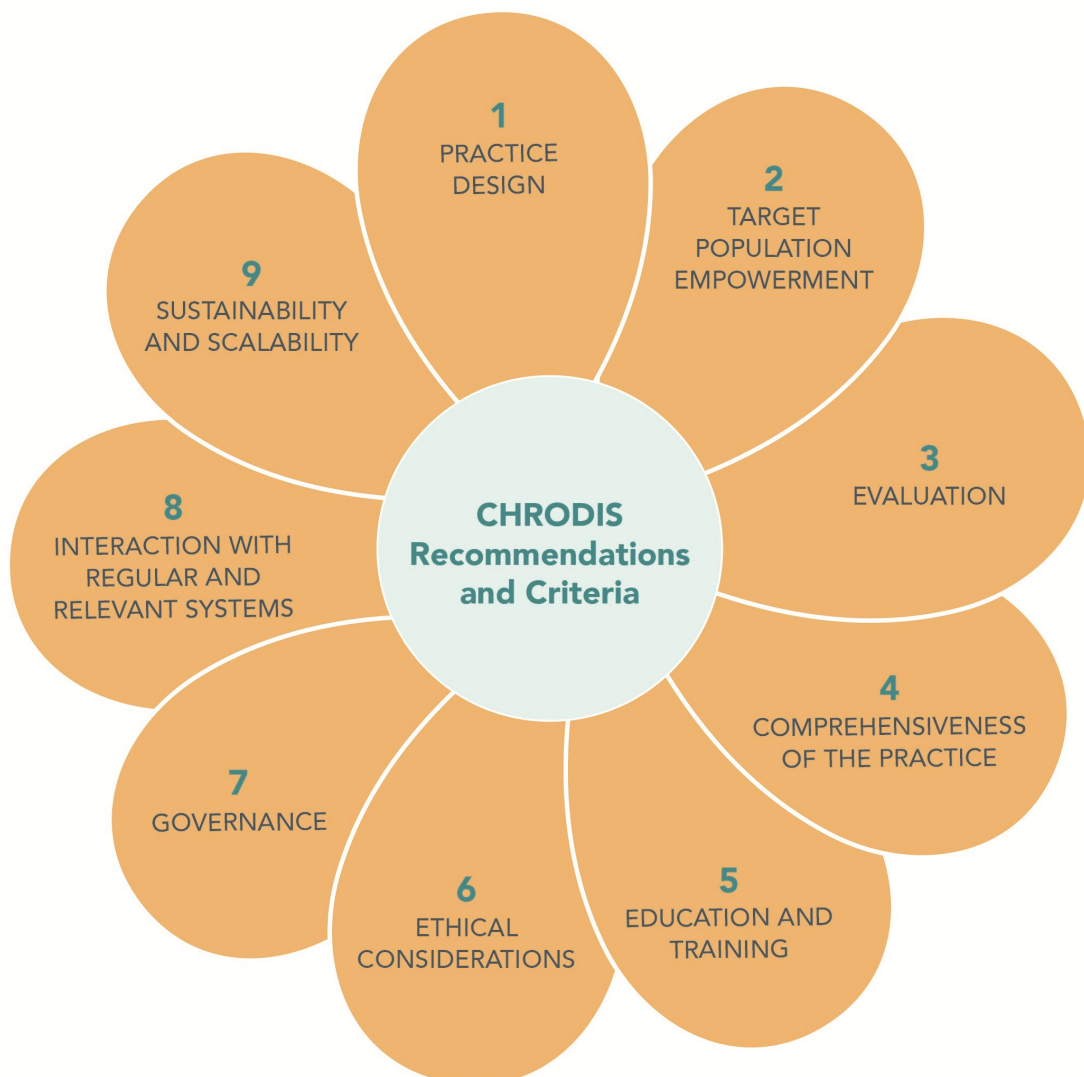 1
PRACTICE
DESIGN
2
TARGET
POPULATION
EMPOWERMENT
3
EVALUATION
4
COMPREHENSIVENESS
OF THE PRACTICE
5
EDUCATION AND
TRAINING
6
ETHICAL
CONSIDERATIONS
7
GOVERNANCE
8
INTERACTION WITH
REGULAR AND
RELEVANT SYSTEMS
9
SUSTAINABILITY
AND SCALABILITY
CHRODIS
Recommendations
and Criteria